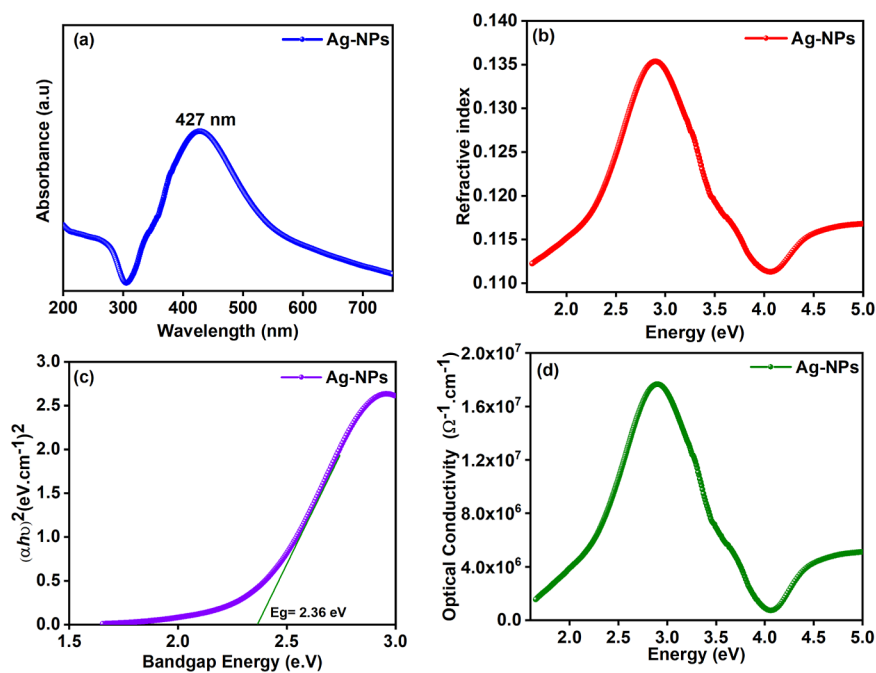 (a)
Ag-NPs
427 nm
Absorbance (a.u)
200 300 400 500 600 700
Wavelength (nm)
(b)
Ag-NPs
0.140
0.135
0.130
0.125
0.120
0.115
0.110
Refractive index
2.0 2.5 3.0 3.5 4.0 4.5 5.0
Energy (eV)
(c)
Ag-NPs
3.0
2.5
2.0
1.5
1.0
0.5
0.0
(αhυ)²(eV.cm⁻¹)²
Eg= 2.36 eV
1.5 2.0 2.5 3.0
Bandgap Energy (e.V)
(d)
Ag-NPs
2.0x10⁷
1.6x10⁷
1.2x10⁷
8.0x10⁶
4.0x10⁶
0.0
Optical Conductivity (Ω⁻¹.cm⁻¹)
2.0 2.5 3.0 3.5 4.0 4.5 5.0
Energy (eV)